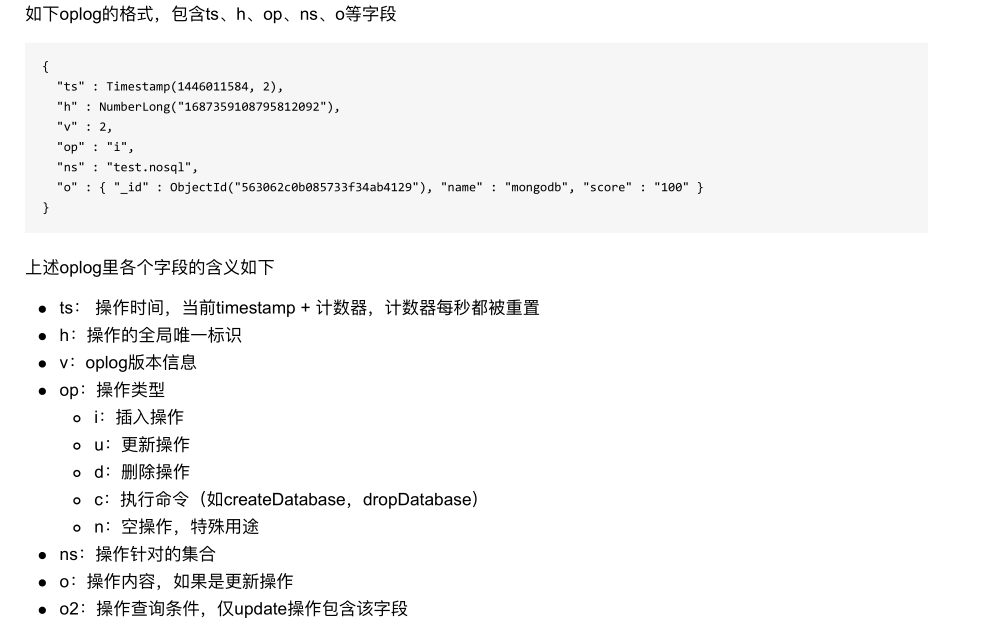 如下oplog的格式，包含ts、h、op、ns、o等字段
{
"ts" : Timestamp(1446011584, 2),
"h" : NumberLong("1687359108795812092"),
"v" : 2,
"op" : "i",
"ns" : "test.nosql",
"o" : { "_id" : ObjectId("563062c0b085733f34ab4129"), "name" : "mongodb", "score" : "100" }
}
上述oplog里各个字段的含义如下
● ts： 操作时间，当前timestamp + 计数器，计数器每秒都被重置
● h：操作的全局唯一标识
● v：oplog版本信息
● op：操作类型
○ i：插入操作
○ u：更新操作
○ d：删除操作
○ c：执行命令（如createDatabase，dropDatabase）
○ n：空操作，特殊用途
● ns：操作针对的集合
● o：操作内容，如果是更新操作
● o2：操作查询条件，仅update操作包含该字段